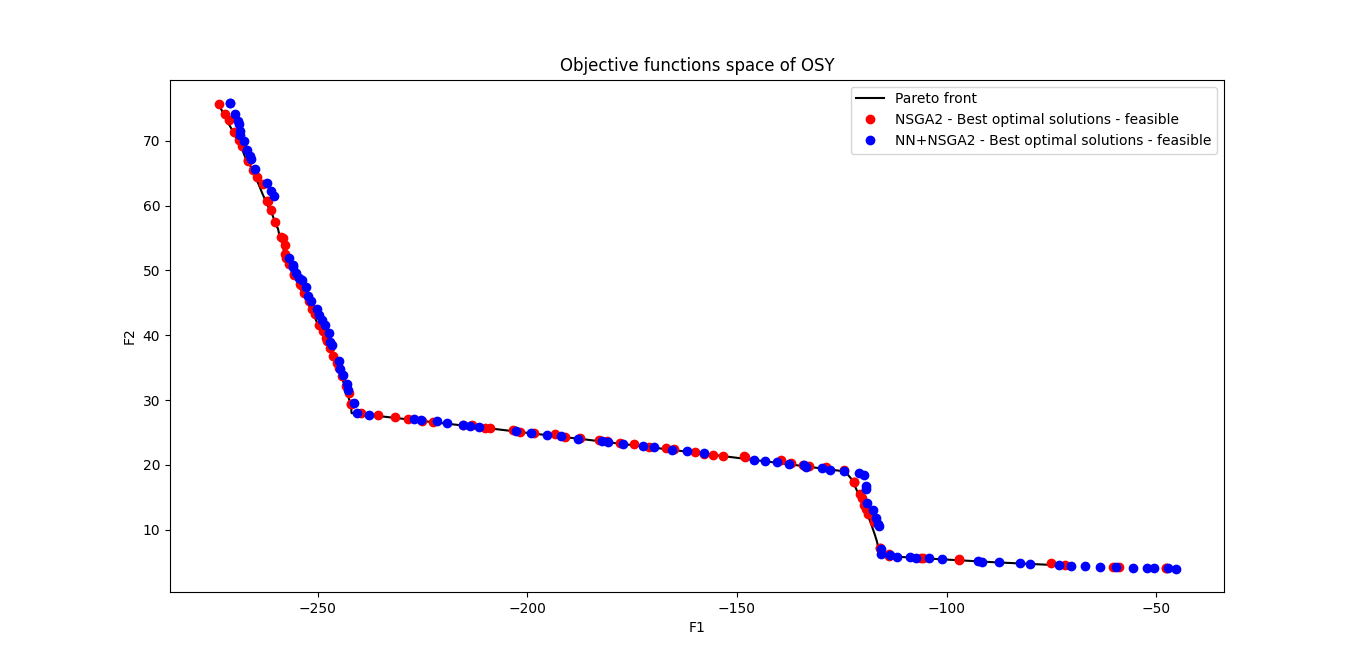 Objective functions space of OSY
Pareto front
NSGA2 - Best optimal solutions - feasible
NN+NSGA2 - Best optimal solutions - feasible
70
60
50
40
30
20
10
F2
−250
−200
−150
−100
−50
F1